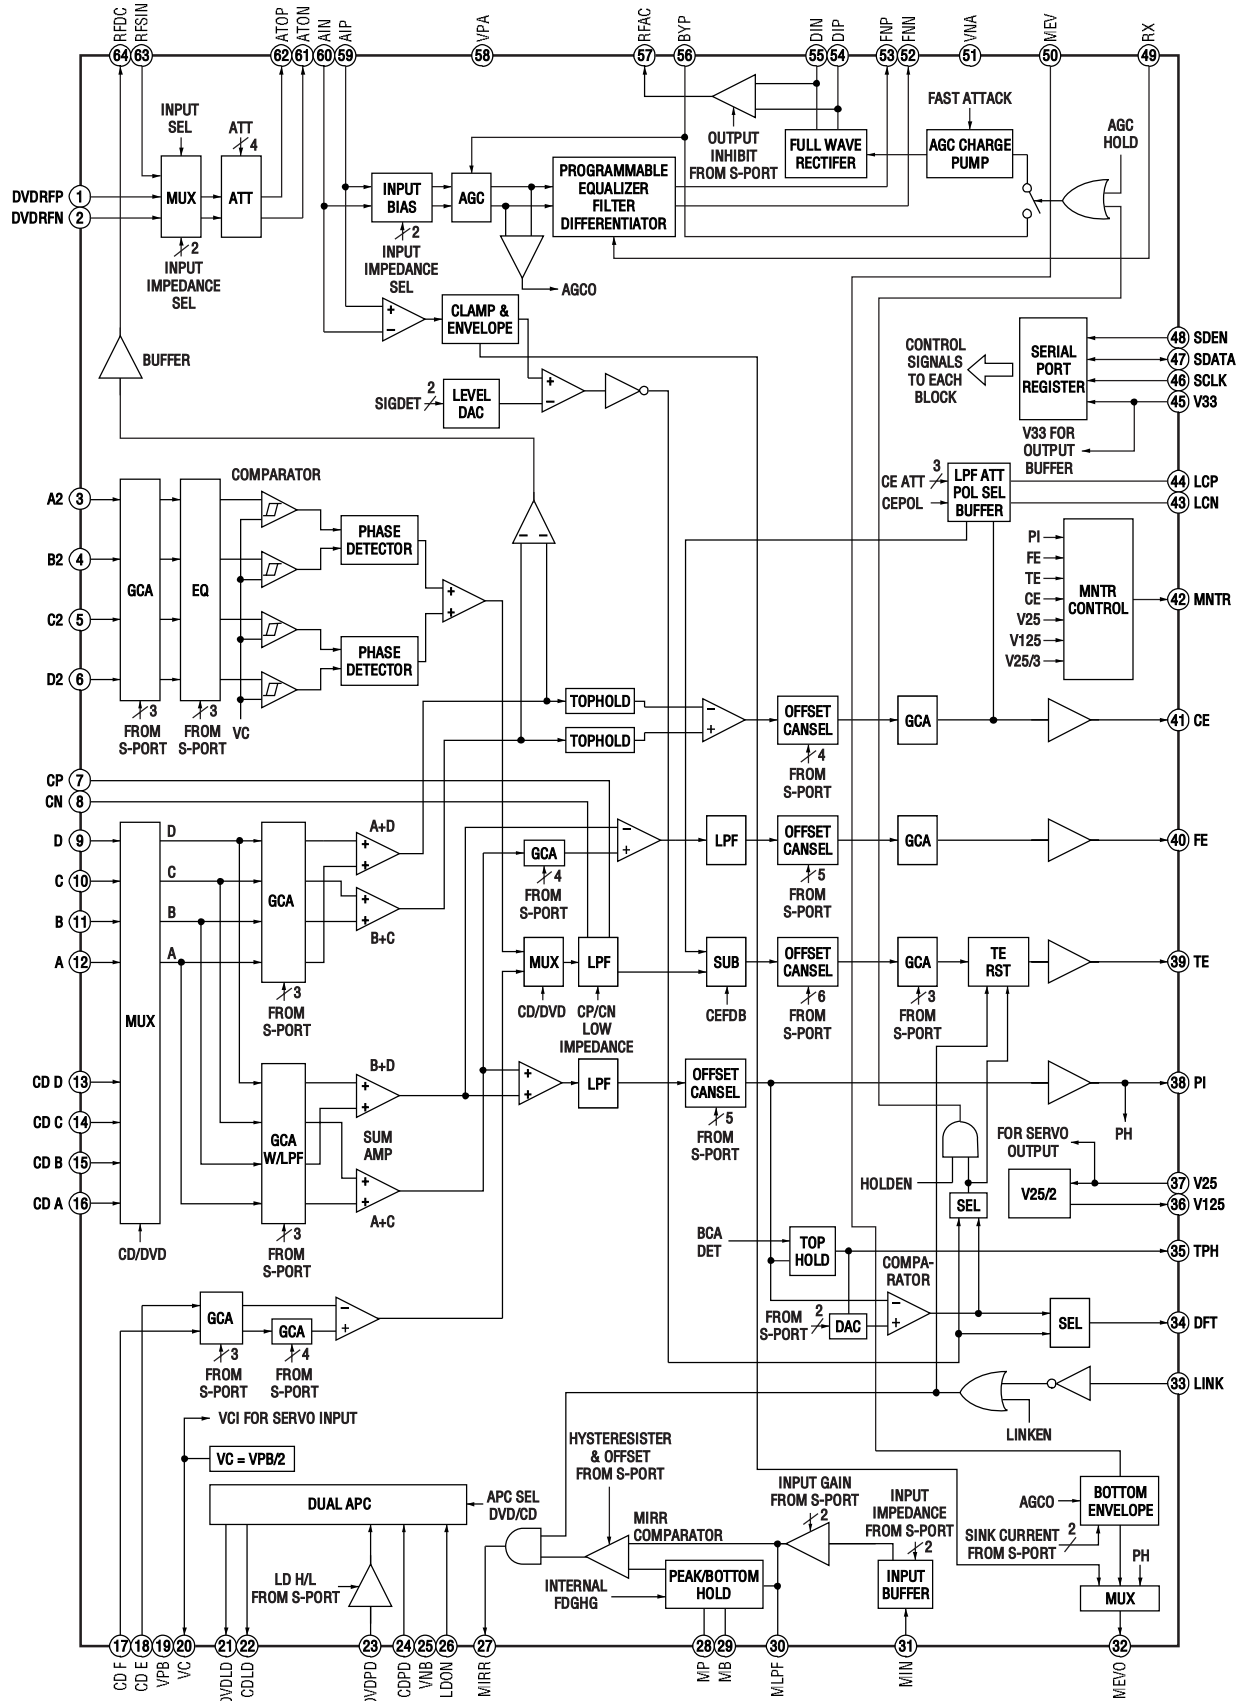 RFDC
RFSIN
ATOP
ATON
AIN
AIP
VPA
RFAC
BYP
DIN
DIP
FNP
FNN
VNA
MEV
RX
64
63
62
61
60
59
58
57
56
55
54
53
52
51
50
49
INPUT
SEL
ATT
4
MUX
ATT
DVDRFP 1
DVDRFN 2
2
INPUT
IMPEDANCE
SEL
INPUT
BIAS
2
INPUT
IMPEDANCE
SEL
AGC
AGCO
PROGRAMMABLE
EQUALIZER
FILTER
DIFFERENTIATOR
OUTPUT
INHIBIT
FROM S-PORT
FULL WAVE
RECTIFER
FAST ATTACK
AGC CHARGE
PUMP
AGC
HOLD
BUFFER
+
−
CLAMP &
ENVELOPE
SIGDET
2
LEVEL
DAC
+
−
CONTROL
SIGNALS
TO EACH
BLOCK
SERIAL
PORT
REGISTER
48 SDEN
47 SDATA
46 SCLK
45 V33
V33 FOR
OUTPUT
BUFFER
CE ATT
3
CEPOL
LPF ATT
POL SEL
BUFFER
44 LCP
43 LCN
PI
FE
TE
CE
V25
V125
V25/3
MNTR
CONTROL
42 MNTR
COMPARATOR
A2 3
B2 4
C2 5
D2 6
GCA
EQ
3
FROM
S-PORT
3
FROM
S-PORT
VC
PHASE
DETECTOR
PHASE
DETECTOR
+
+
− −
TOPHOLD
TOPHOLD
−
+
OFFSET
CANSEL
4
FROM
S-PORT
GCA
41 CE
CP 7
CN 8
D 9
C 10
B 11
A 12
D
C
B
A
MUX
GCA
3
FROM
S-PORT
A+D
+
+
+
+
B+C
GCA
4
FROM
S-PORT
−
+
LPF
OFFSET
CANSEL
5
FROM
S-PORT
GCA
40 FE
MUX
CD/DVD
LPF
CP/CN
LOW
IMPEDANCE
SUB
CEFDB
OFFSET
CANSEL
6
FROM
S-PORT
GCA
3
FROM
S-PORT
TE
RST
39 TE
CD D 13
CD C 14
CD B 15
CD A 16
CD/DVD
GCA
W/LPF
3
FROM
S-PORT
B+D
+
+
SUM
AMP
+
+
A+C
+
+
LPF
OFFSET
CANSEL
5
FROM
S-PORT
38 PI
PH
FOR SERVO
OUTPUT
HOLDEN
SEL
V25/2
37 V25
36 V125
BCA
DET
TOP
HOLD
35 TPH
COMPA-
RATOR
−
+
FROM
S-PORT
2
DAC
SEL
34 DFT
GCA
3
FROM
S-PORT
GCA
4
FROM
S-PORT
−
+
33 LINK
LINKEN
VCI FOR SERVO INPUT
VC = VPB/2
DUAL APC
APC SEL
DVD/CD
LD H/L
FROM S-PORT
HYSTERESISTER
& OFFSET
FROM S-PORT
MIRR
COMPARATOR
INTERNAL
FDGHG
PEAK/BOTTOM
HOLD
INPUT GAIN
FROM S-PORT
2
INPUT
IMPEDANCE
FROM S-PORT
2
INPUT
BUFFER
AGCO
BOTTOM
ENVELOPE
SINK CURRENT
FROM S-PORT
2
PH
MUX
17
18
19
20
21
22
23
24
25
26
27
28
29
30
31
32
CD F
CD E
VPB
VC
DVDLD
CDLD
DVDPD
CDPD
VNB
LDON
MIRR
MP
MB
MLPF
MIN
MEVO